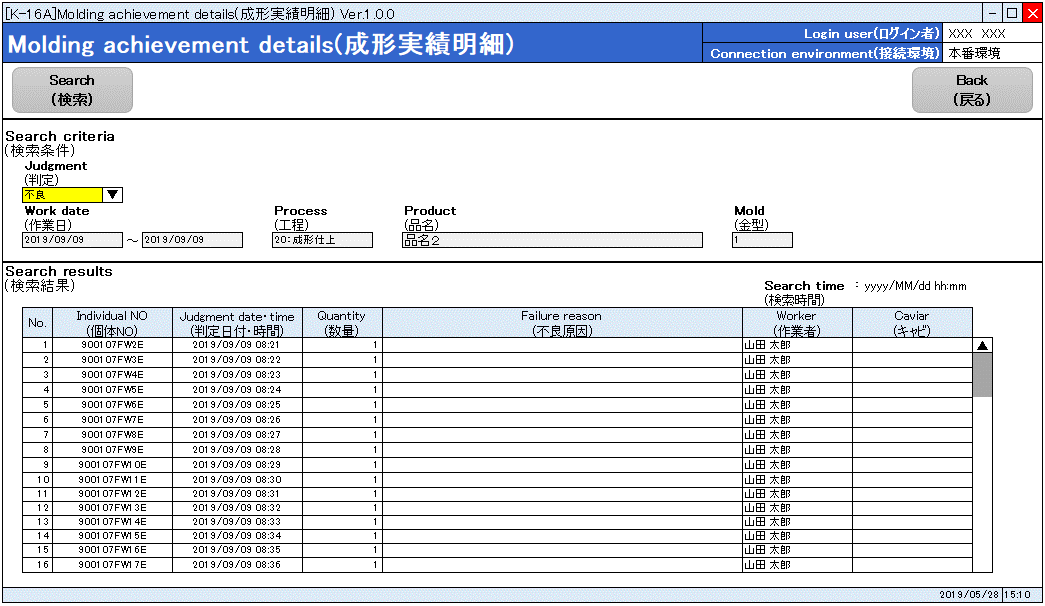 [K-16A]Molding achievement details(成形実績明細) Ver.1.0.0
Molding achievement details(成形実績明細)
Login user(ログイン者) XXX XXX
Connection environment(接続環境) 本番環境
Search
(検索)
Back
(戻る)
Search criteria
(検索条件)
Judgment
(判定)
不良 ▼
Work date Process Product Mold
(作業日) (工程) (品名) (金型)
2019/09/09 ～ 2019/09/09 20:成形仕上 品名2 1
Search results
(検索結果)
Search time : yyyy/MM/dd hh:mm
(検索時間)
No. Individual NO Judgment date・time Quantity Failure reason Worker Caviar
(個体NO) (判定日付・時間) (数量) (不良原因) (作業者) (キャビ)
1 900107FW2E 2019/09/09 08:21 1 山田 太郎
2 900107FW3E 2019/09/09 08:22 1 山田 太郎
3 900107FW4E 2019/09/09 08:23 1 山田 太郎
4 900107FW5E 2019/09/09 08:24 1 山田 太郎
5 900107FW6E 2019/09/09 08:25 1 山田 太郎
6 900107FW7E 2019/09/09 08:26 1 山田 太郎
7 900107FW8E 2019/09/09 08:27 1 山田 太郎
8 900107FW9E 2019/09/09 08:28 1 山田 太郎
9 900107FW10E 2019/09/09 08:29 1 山田 太郎
10 900107FW11E 2019/09/09 08:30 1 山田 太郎
11 900107FW12E 2019/09/09 08:31 1 山田 太郎
12 900107FW13E 2019/09/09 08:32 1 山田 太郎
13 900107FW14E 2019/09/09 08:33 1 山田 太郎
14 900107FW15E 2019/09/09 08:34 1 山田 太郎
15 900107FW16E 2019/09/09 08:35 1 山田 太郎
16 900107FW17E 2019/09/09 08:36 1 山田 太郎
2019/05/28 15:10